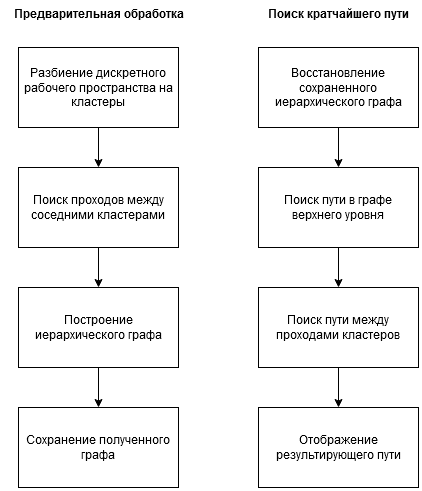 Предварительная обработка
Разбиение дискретного
рабочего пространства на
кластеры
Поиск проходов между
соседними кластерами
Построение
иерархического графа
Сохранение полученного
графа
Поиск кратчайшего пути
Восстановление
сохраненного
иерархического графа
Поиск пути в графе
верхнего уровня
Поиск пути между
проходами кластеров
Отображение
результирующего пути